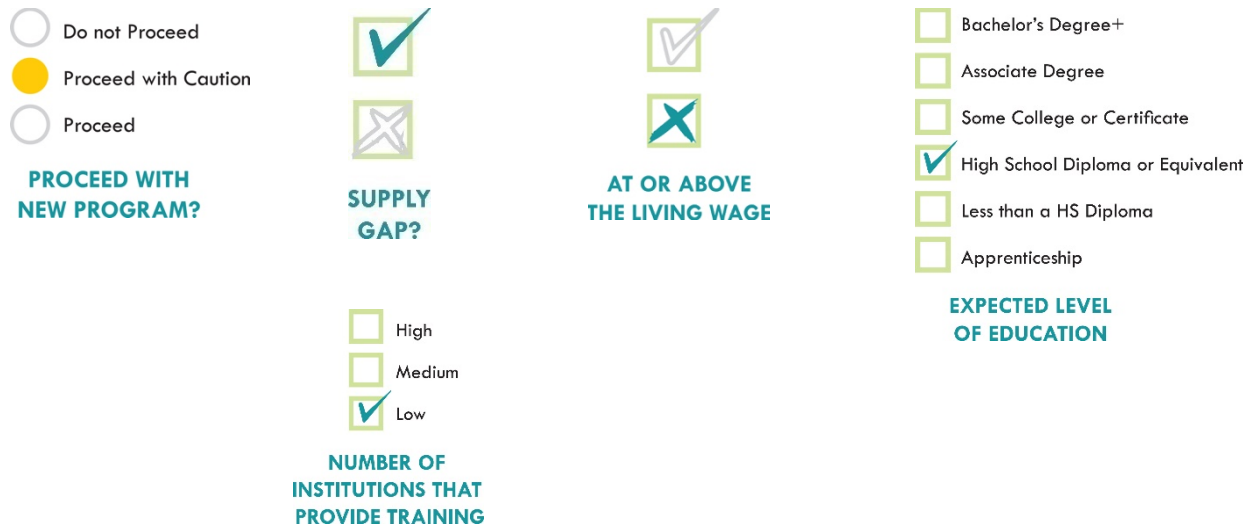 Do not Proceed
Proceed with Caution
Proceed
PROCEED WITH
NEW PROGRAM?
SUPPLY
GAP?
AT OR ABOVE
THE LIVING WAGE
Bachelor's Degree+
Associate Degree
Some College or Certificate
High School Diploma or Equivalent
Less than a HS Diploma
Apprenticeship
EXPECTED LEVEL
OF EDUCATION
High
Medium
Low
NUMBER OF
INSTITUTIONS THAT
PROVIDE TRAINING